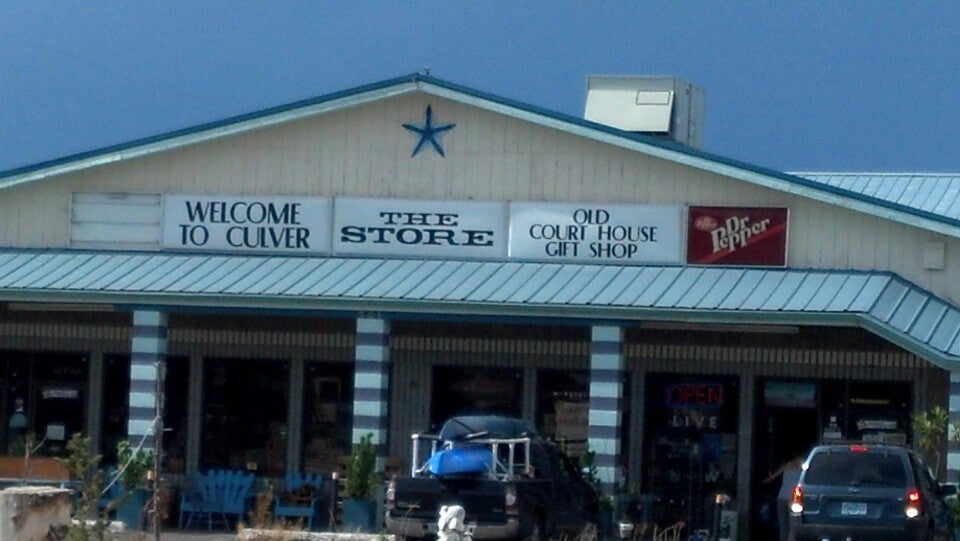 WELCOME
TO CULVER
THE
STORE
OLD
COURT HOUSE
GIFT SHOP
Dr
Pepper
OPEN
LIVE